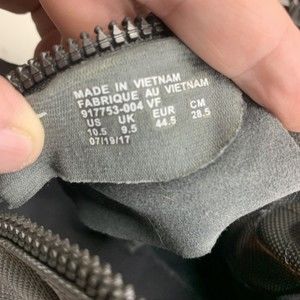 MADE IN VIETNAM
FABRIQUE AU VIETNAM
917753-004 VF
US UK EUR CM
10.5 9.5 44.5 28.5
07/19/17